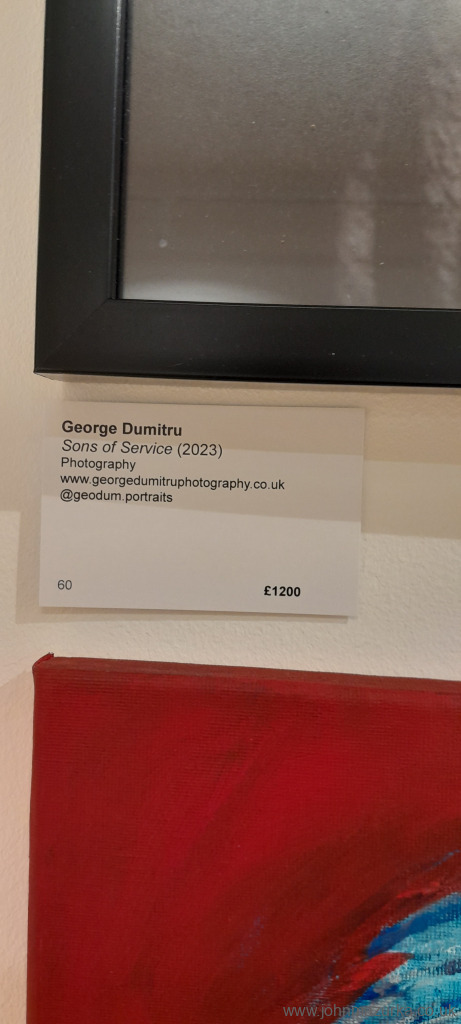 George Dumitru
Sons of Service (2023)
Photography
www.georgedumitruphotography.co.uk
@geodum.portraits
60 £1200